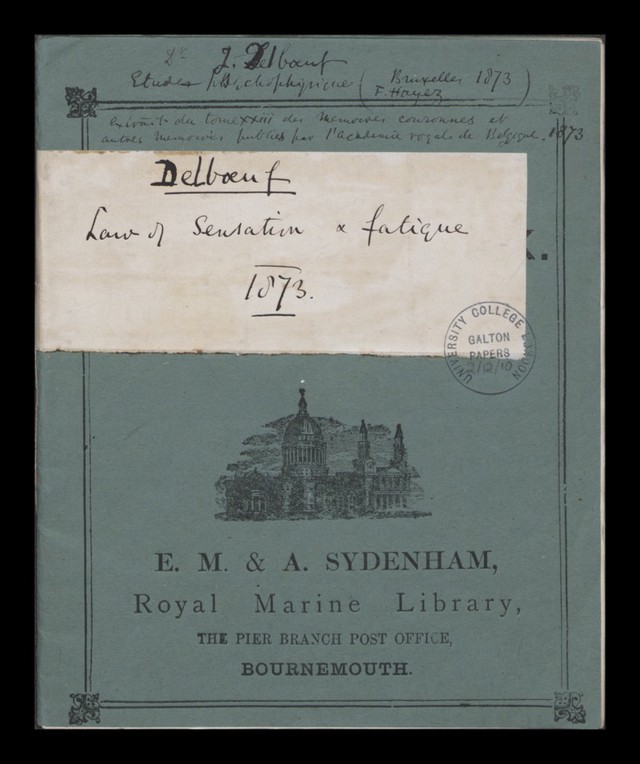 Dr J. Delbœuf
Etudes psychophysique (Bruxelles 1873)
F. Hayez
extrait du tome XXIII des memoires couronnes et
autres memoires publies par l'academie royale de Belgique. 1873
Delbœuf
Law of Sensation & fatigue
1873.
K.
UNIVERSITY COLLEGE LONDON
GALTON
PAPERS
E. M. & A. SYDENHAM,
Royal Marine Library,
THE PIER BRANCH POST OFFICE,
BOURNEMOUTH.